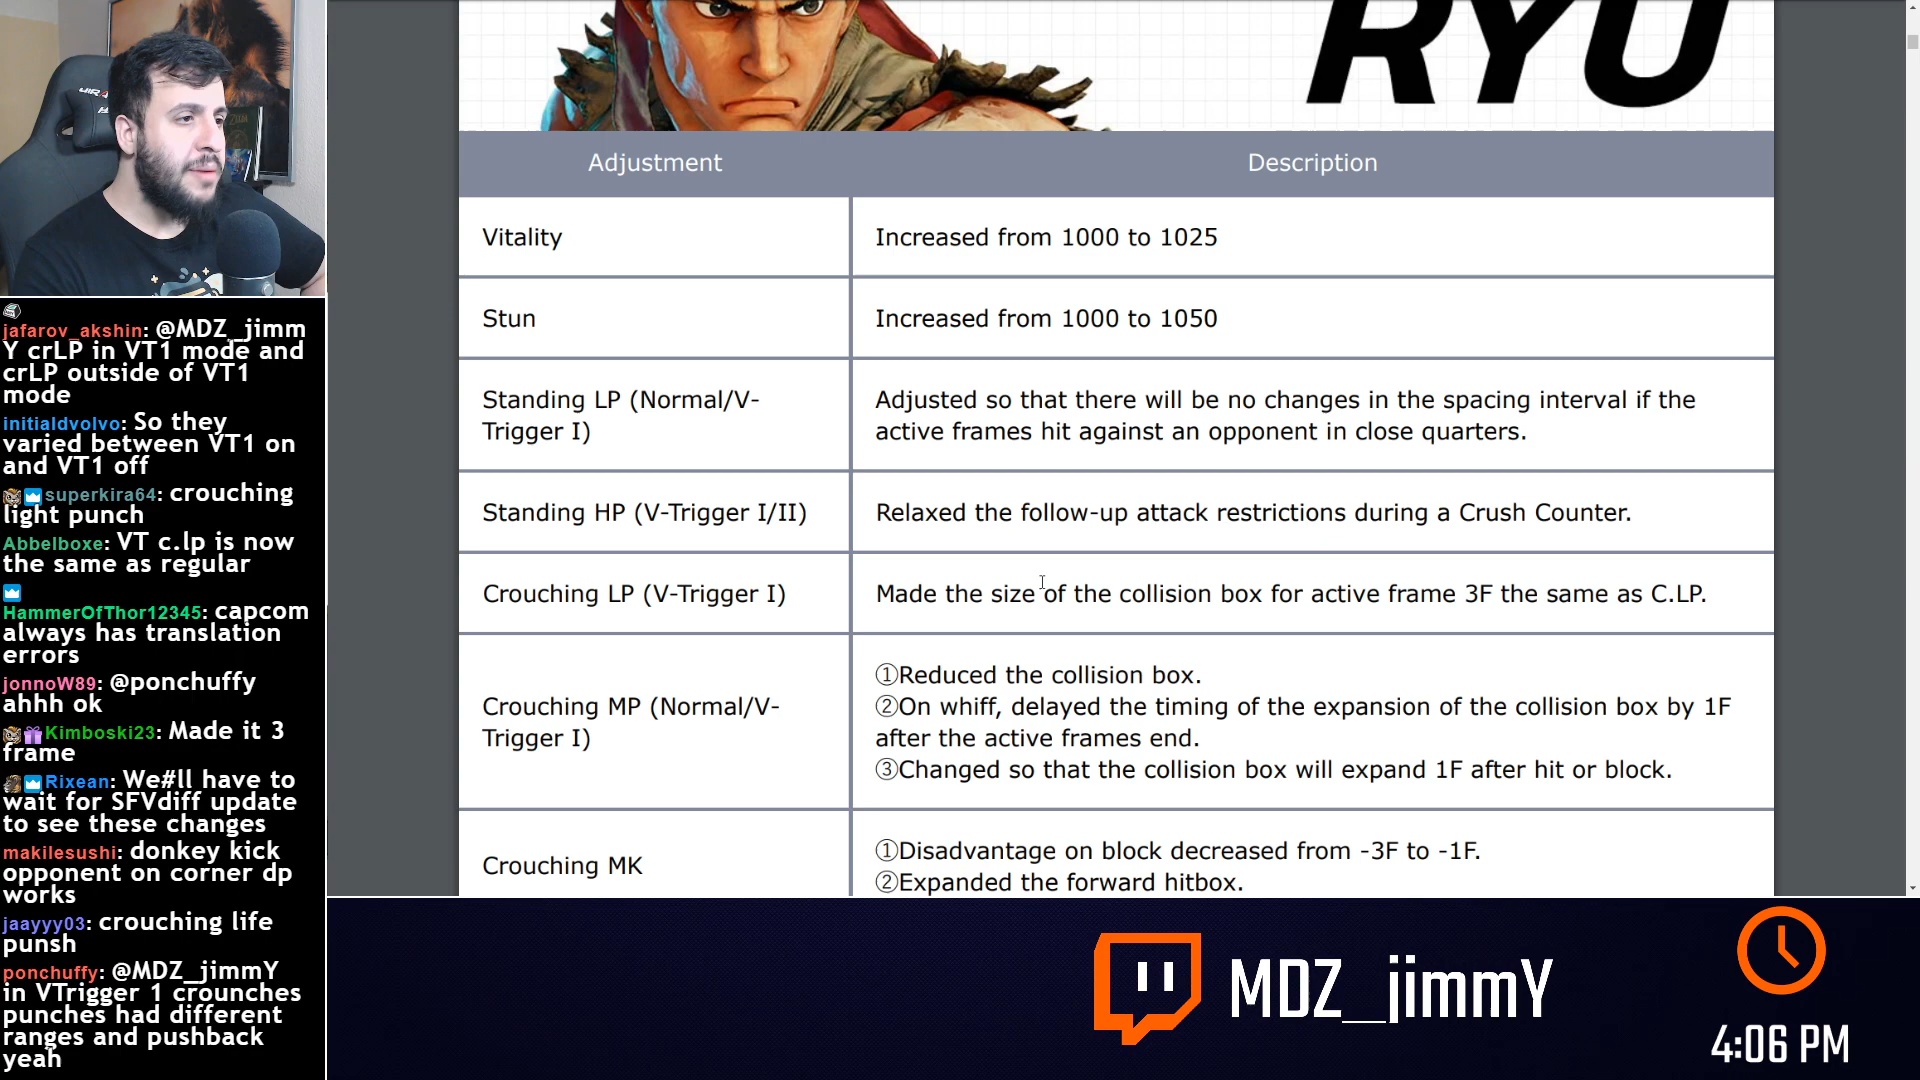 RYU
Adjustment
Description
Vitality
Increased from 1000 to 1025
Stun
Increased from 1000 to 1050
Standing LP (Normal/V-
Trigger I)
Adjusted so that there will be no changes in the spacing interval if the
active frames hit against an opponent in close quarters.
Standing HP (V-Trigger I/II)
Relaxed the follow-up attack restrictions during a Crush Counter.
Crouching LP (V-Trigger I)
Made the size of the collision box for active frame 3F the same as C.LP.
Crouching MP (Normal/V-
Trigger I)
①Reduced the collision box.
②On whiff, delayed the timing of the expansion of the collision box by 1F
after the active frames end.
③Changed so that the collision box will expand 1F after hit or block.
Crouching MK
①Disadvantage on block decreased from -3F to -1F.
②Expanded the forward hitbox.
jafarov_akshin: @MDZ_jimm
Y crLP in VT1 mode and
crLP outside of VT1
mode
initialdvolvo: So they
varied between VT1 on
and VT1 off
superkira64: crouching
light punch
Abbelboxe: VT c.lp is now
the same as regular
HammerOfThor12345: capcom
always has translation
errors
jonnoW89: @ponchuffy
ahhh ok
Kimboski23: Made it 3
frame
Rixean: We#ll have to
wait for SFVdiff update
to see these changes
makilesushi: donkey kick
opponent on corner dp
works
jaayyy03: crouching life
punsh
ponchuffy: @MDZ_jimmY
in VTrigger 1 crounches
punches had different
ranges and pushback
yeah
MDZ_jimmY
4:06 PM